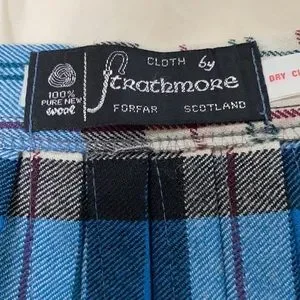 CLOTH by
Strathmore
FORFAR SCOTLAND
100%
PURE NEW
wool
DRY CL